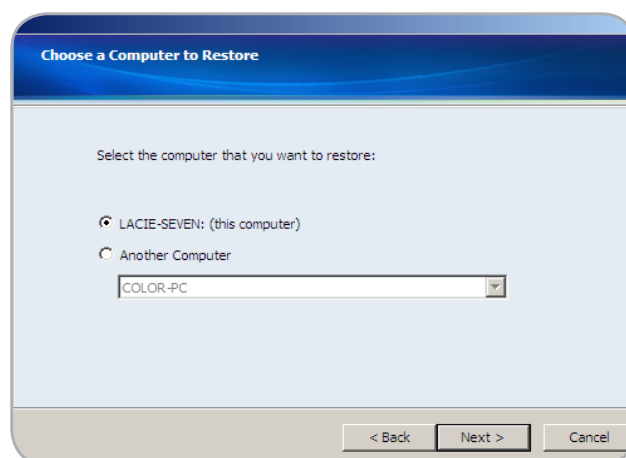 Choose a Computer to Restore
Select the computer that you want to restore:
LACIE-SEVEN: (this computer)
Another Computer
COLOR-PC
< Back Next > Cancel